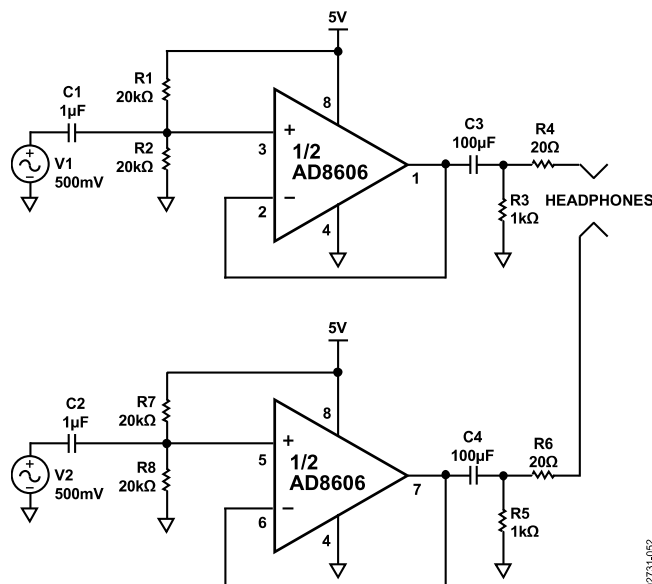 5V
R1
20kΩ
C1
1µF
8
C3
100µF
R4
20Ω
+
R2
20kΩ
3
1/2
AD8606
1
V1
500mV
+
−
HEADPHONES
R3
1kΩ
−
2
4
5V
R7
20kΩ
C2
1µF
8
C4
100µF
R6
20Ω
+
R8
20kΩ
5
1/2
AD8606
7
V2
500mV
+
−
R5
1kΩ
−
6
4